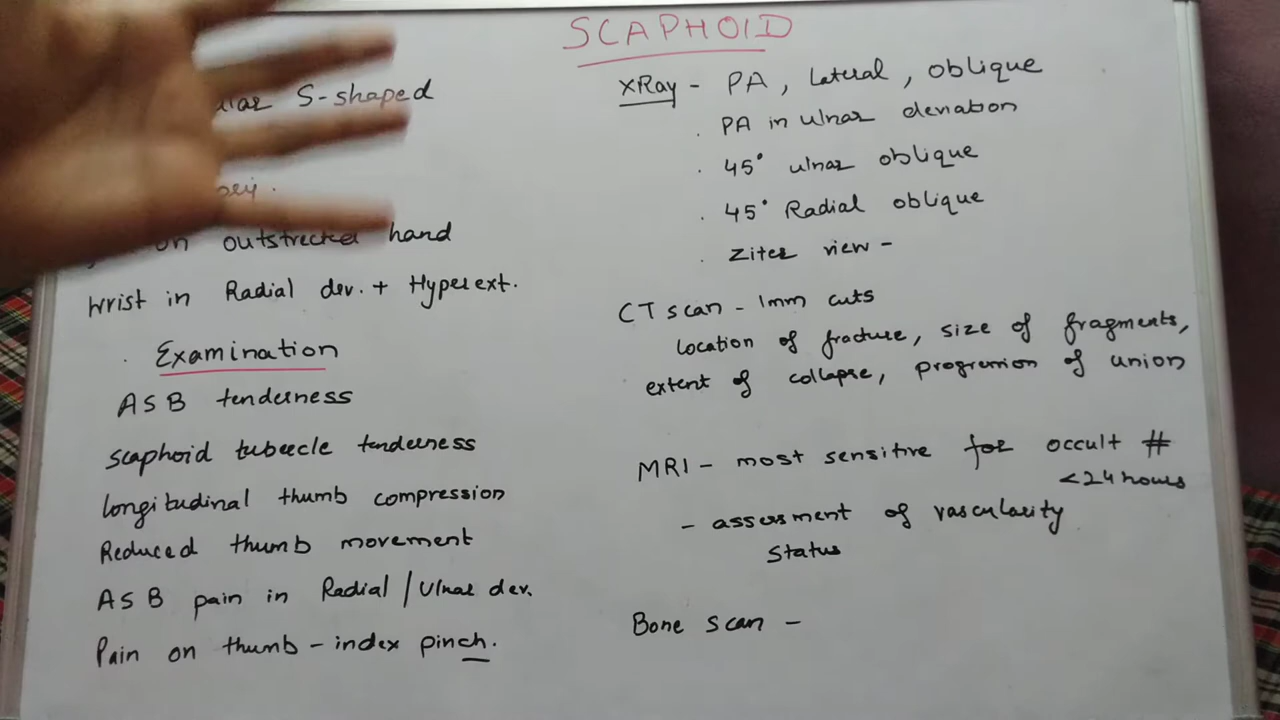 SCAPHOID
S-shaped
on outstreched hand
Wrist in Radial dev. + Hyperext.
Examination
ASB tenderness
scaphoid tubercle tenderness
longitudinal thumb compression
Reduced thumb movement
ASB pain in Radial / Ulnar dev.
Pain on thumb - index pinch.
XRay - PA, Lateral, oblique
. PA in ulnar deviation
. 45° ulnar oblique
. 45° Radial oblique
. Ziter view -
CT scan - 1mm cuts
location of fracture, size of fragments,
extent of collapse, progression of union
MRI - most sensitive for occult #
<24 hours
- assessment of vascularity
status
Bone scan -